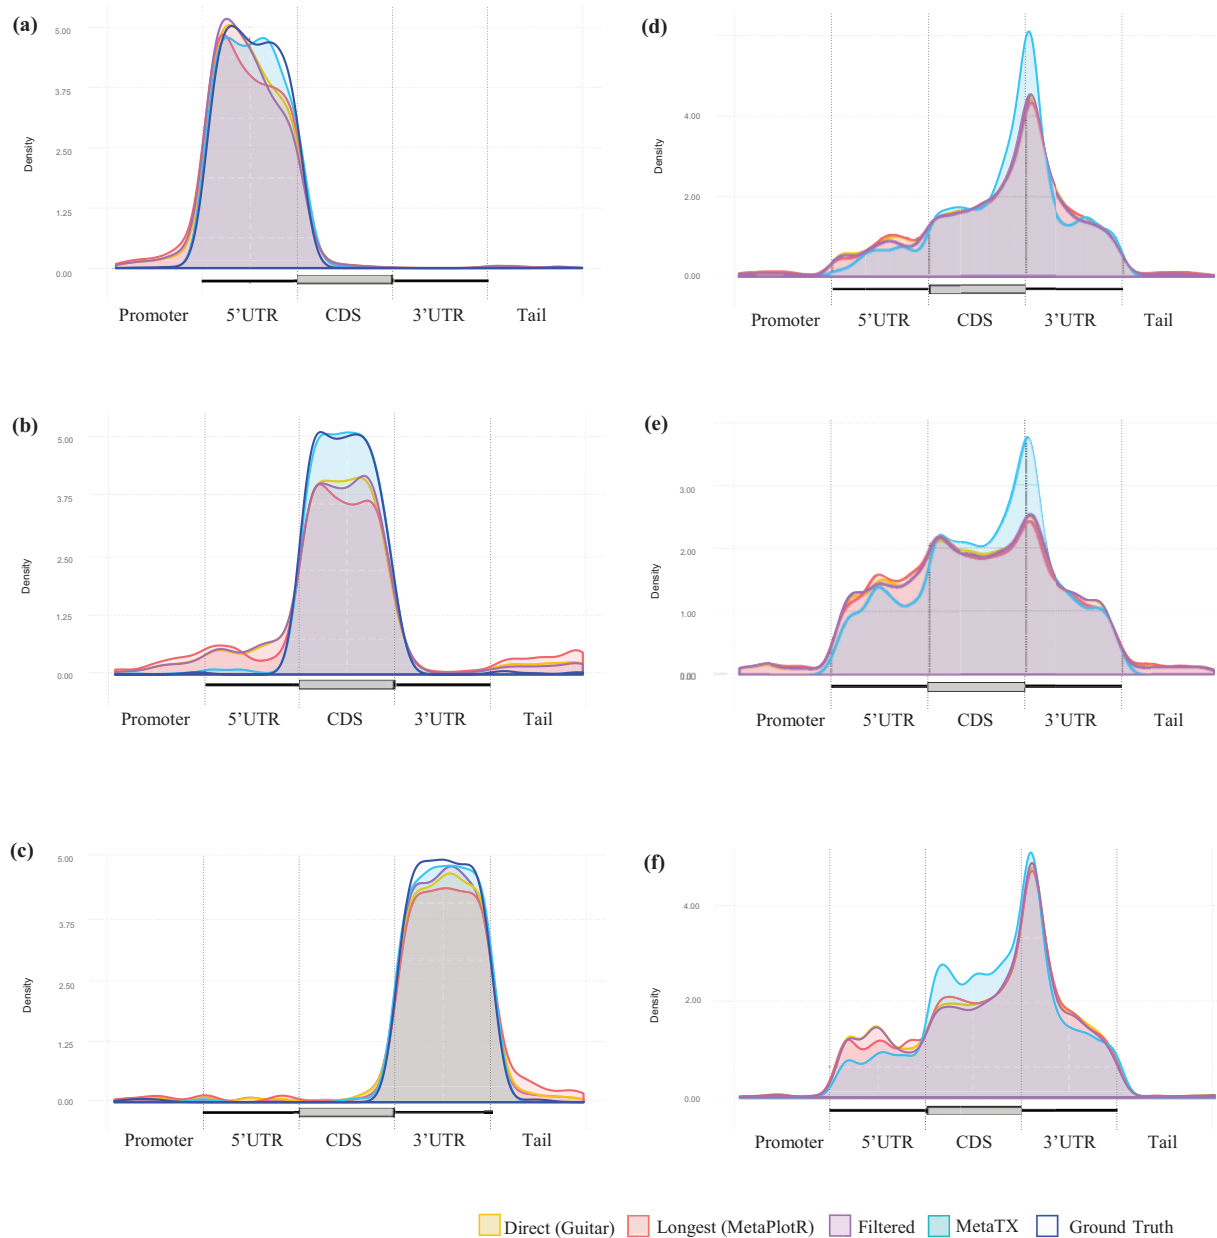 (a)
5.00
3.75
2.50
1.25
0.00
Density
Promoter 5’UTR CDS 3’UTR Tail
(b)
5.00
3.75
2.50
1.25
0.00
Density
Promoter 5’UTR CDS 3’UTR Tail
(c)
5.00
3.75
2.50
1.25
0.00
Density
Promoter 5’UTR CDS 3’UTR Tail
(d)
4.00
2.00
0.00
Density
Promoter 5’UTR CDS 3’UTR Tail
(e)
3.00
2.00
1.00
0.00
Density
Promoter 5’UTR CDS 3’UTR Tail
(f)
4.00
2.00
0.00
Density
Promoter 5’UTR CDS 3’UTR Tail
Direct (Guitar) Longest (MetaPlotR) Filtered MetaTX Ground Truth